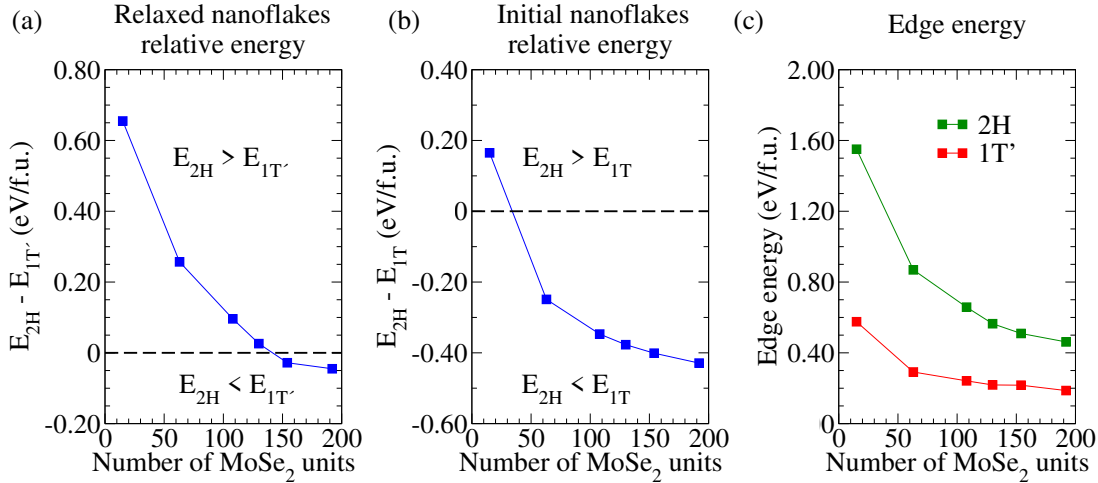 (a)
Relaxed nanoflakes
relative energy
0.80
0.60
0.40
0.20
0
-0.20
E2H - E1T´ (eV/f.u.)
E2H > E1T´
E2H < E1T´
0 50 100 150 200
Number of MoSe2 units
(b)
Initial nanoflakes
relative energy
0.40
0.20
0
-0.20
-0.40
-0.60
E2H - E1T (eV/f.u.)
E2H > E1T
E2H < E1T
0 50 100 150 200
Number of MoSe2 units
(c)
Edge energy
2.00
1.60
1.20
0.80
0.40
0
Edge energy (eV/f.u.)
2H
1T’
0 50 100 150 200
Number of MoSe2 units